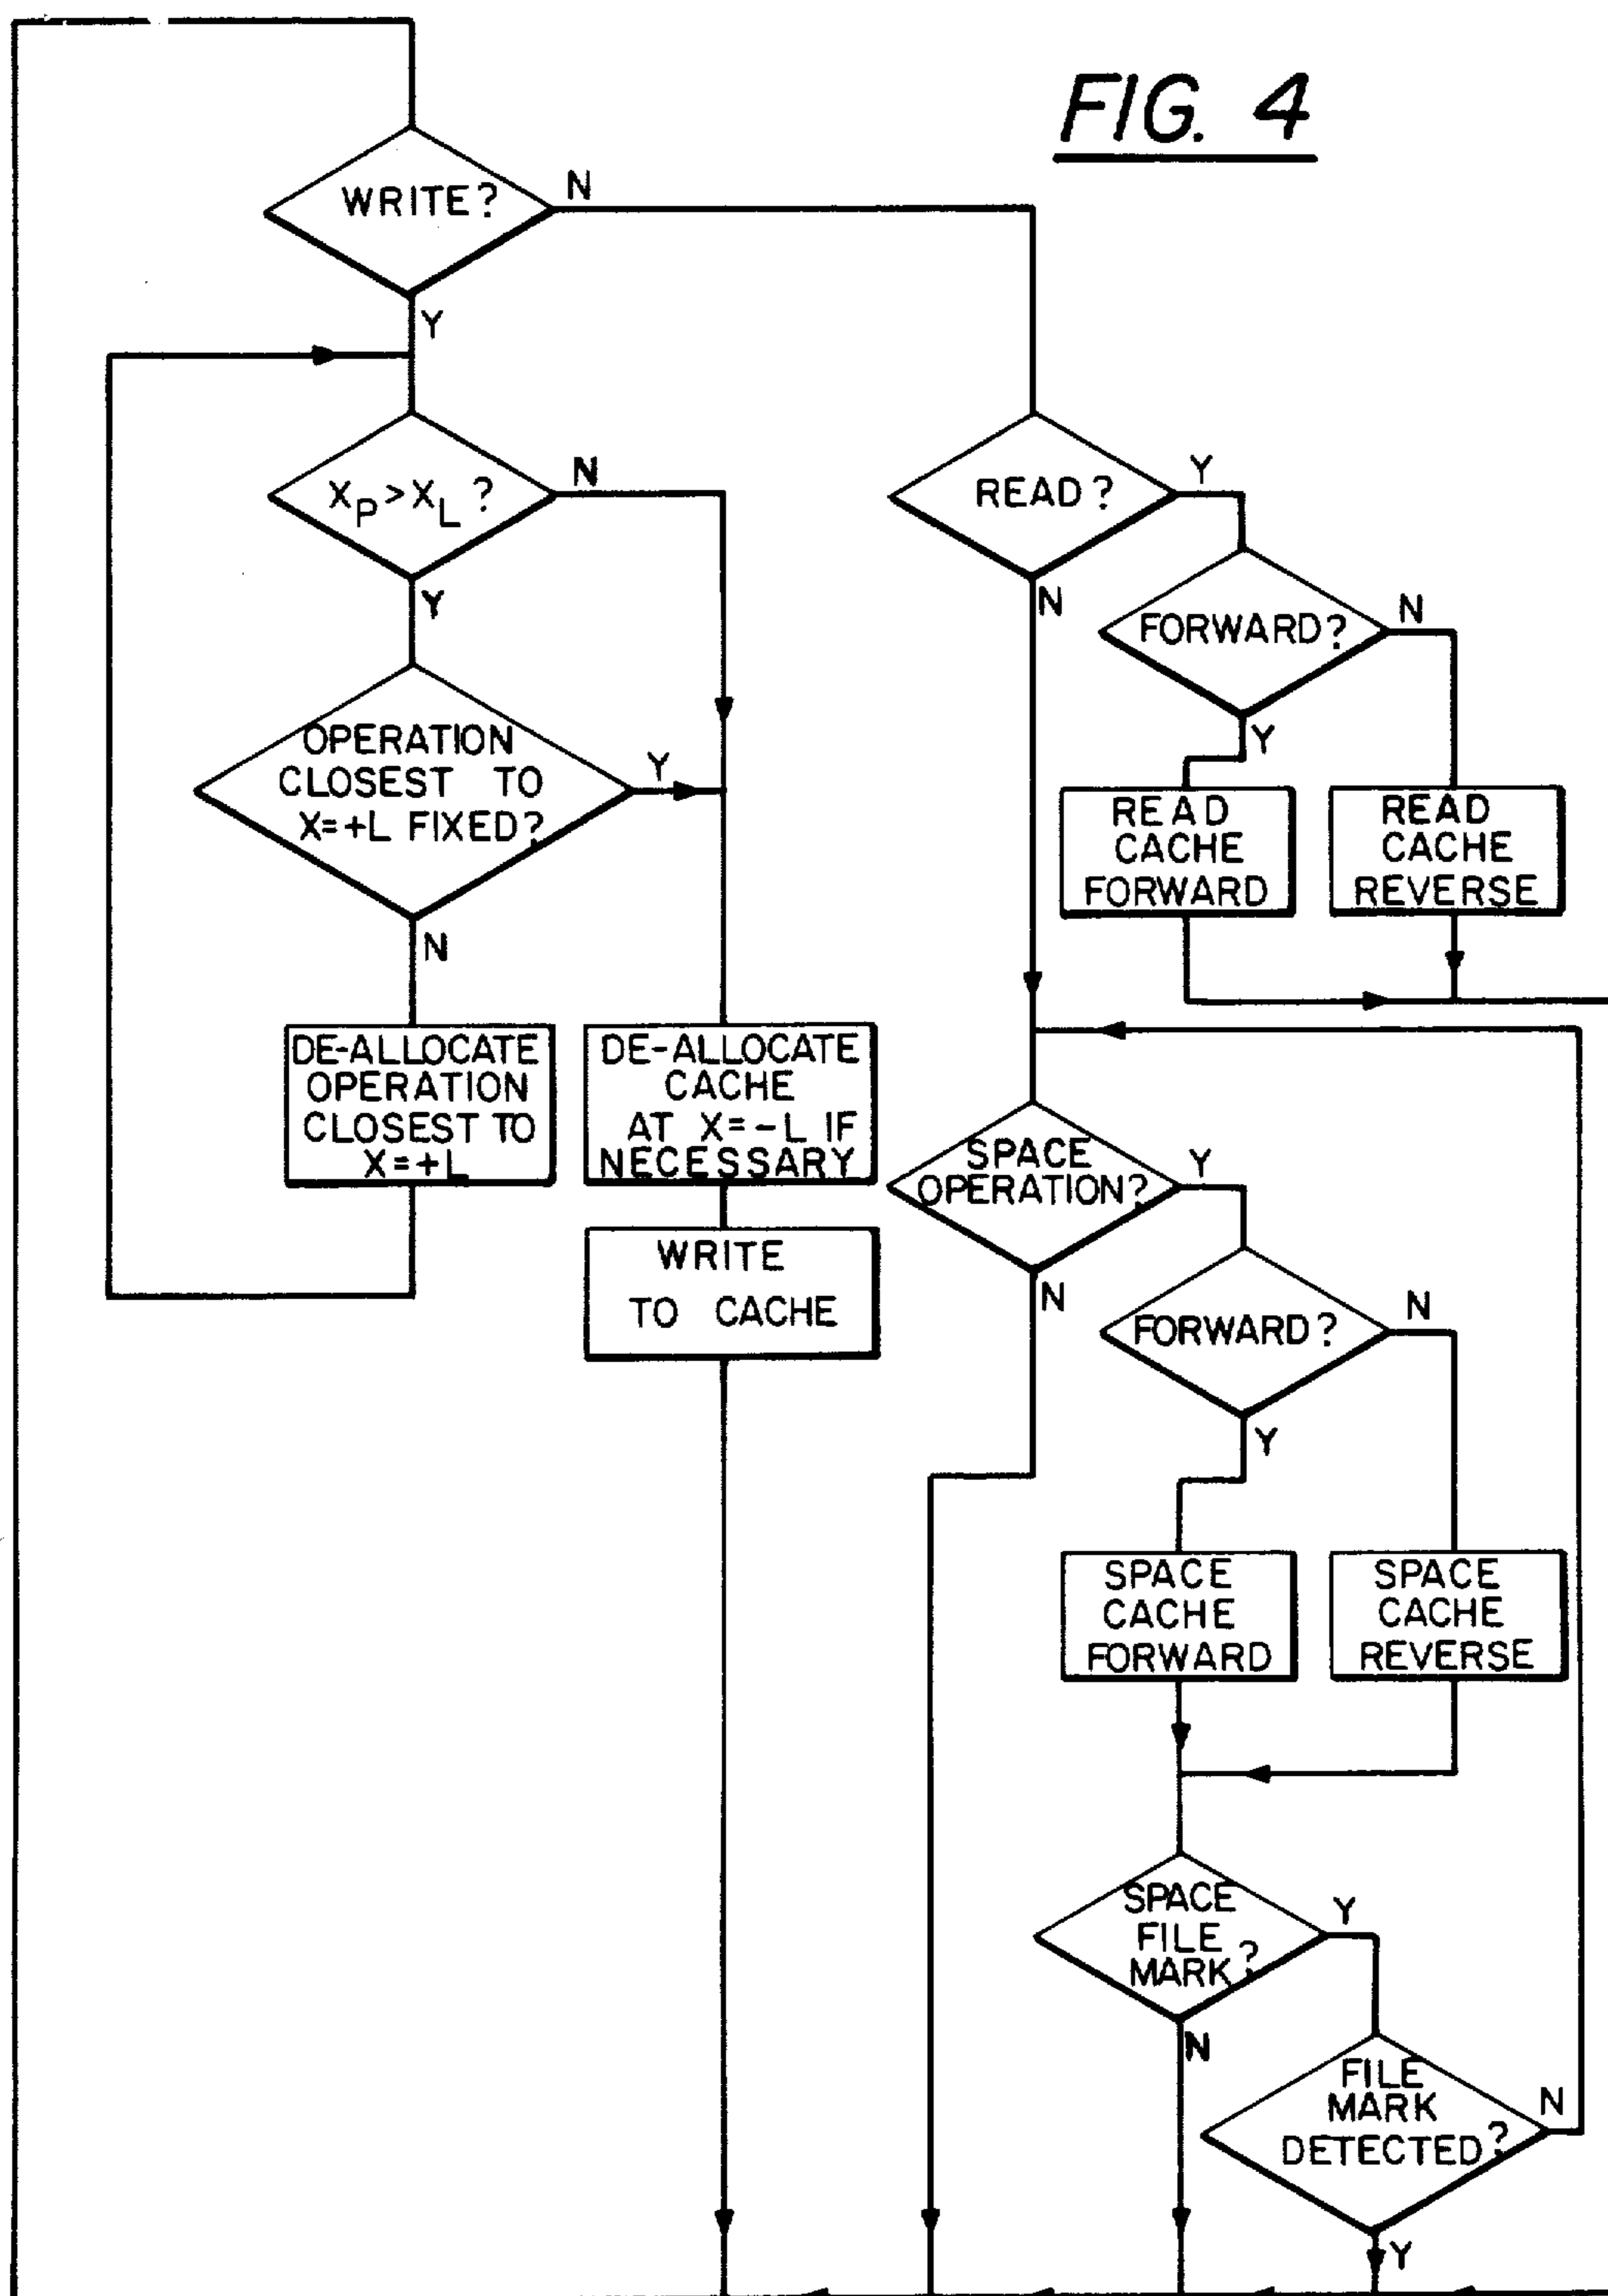 FIG. 4
WRITE?
N
Y
X_P > X_L ?
N
Y
OPERATION
CLOSEST TO
X=+L FIXED?
Y
N
DE-ALLOCATE
OPERATION
CLOSEST TO
X=+L
DE-ALLOCATE
CACHE
AT X=-L IF
NECESSARY
WRITE
TO CACHE
READ?
Y
N
FORWARD?
N
Y
READ
CACHE
FORWARD
READ
CACHE
REVERSE
SPACE
OPERATION?
Y
N
FORWARD?
N
Y
SPACE
CACHE
FORWARD
SPACE
CACHE
REVERSE
SPACE
FILE
MARK?
Y
N
FILE
MARK
DETECTED?
N
Y